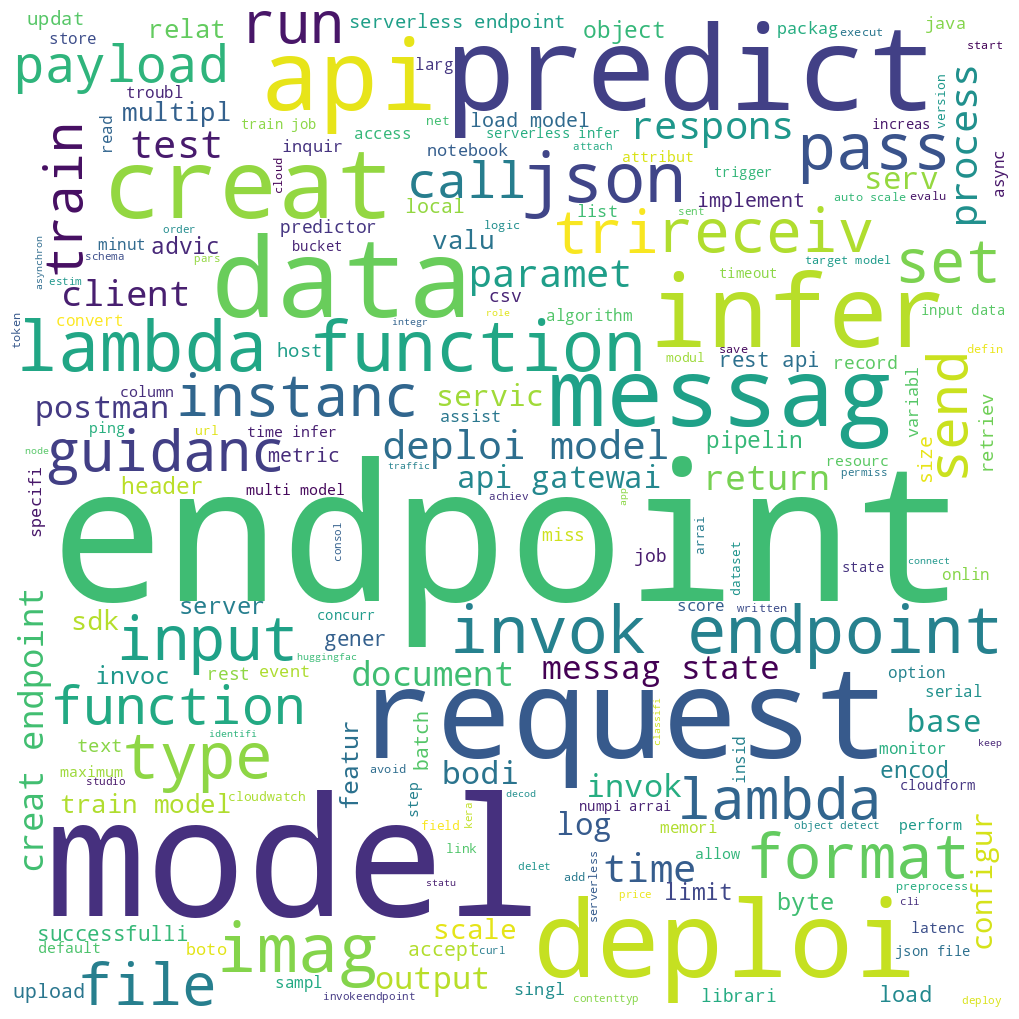 updat
store
relat
run
serverless endpoint
object
packag
execut
java
start
payload
api
larg
predict
troubl
multipl
read
train job
test
inquir
cloud
access
net
load model
serverless infer
attach
notebook
respons
attribut
increas
version
process
async
pass
trigger
serv
train
creat
call
json
local
list
implement
auto scale
evalu
sent
logic
order
minut
schema
advic
pars
predictor
bucket
valu
tri
receiv
set
asynchron
estim
data
paramet
timeout
target model
client
csv
algorithm
infer
input data
token
convert
integr
role
lambda function
host
modul
save
rest api
record
defin
column
instanc
servic
messag
variabl
send
postman
ping
url
time infer
assist
deploi model
pipelin
size
retriev
node
guidanc
metric
traffic
resourc
permiss
specifi
header
multi model
achiev
api gatewai
return
app
endpoint
consol
miss
job
arrai
dataset
state
connect
onlin
server
concurr
score
written
sdk
input
gener
invok endpoint
creat endpoint
huggingfac
invoc
rest
event
document
messag state
option
serial
function
request
classifi
base
identifi
text
type
featur
avoid
batch
bodi
insid
monitor
keep
maximum
studio
cloudwatch
step
decod
invok
encod
cloudform
train model
numpi arrai
lambda
model
field
kera
log
memori
object detect
perform
link
time
allow
format
configur
statu
delet
add
serverless
price
limit
preprocess
cli
byte
successfulli
default
boto
imag
scale
accept
curl
deploi
latenc
json file
upload
file
sampl
output
invokeendpoint
singl
contenttyp
librari
load
deploy